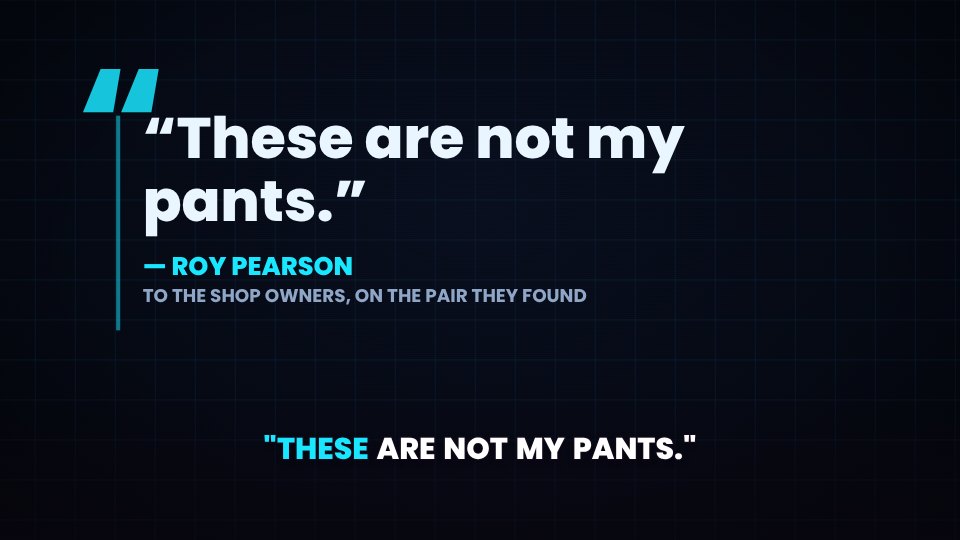 “These are not my
pants.”
— ROY PEARSON
TO THE SHOP OWNERS, ON THE PAIR THEY FOUND
"THESE ARE NOT MY PANTS."